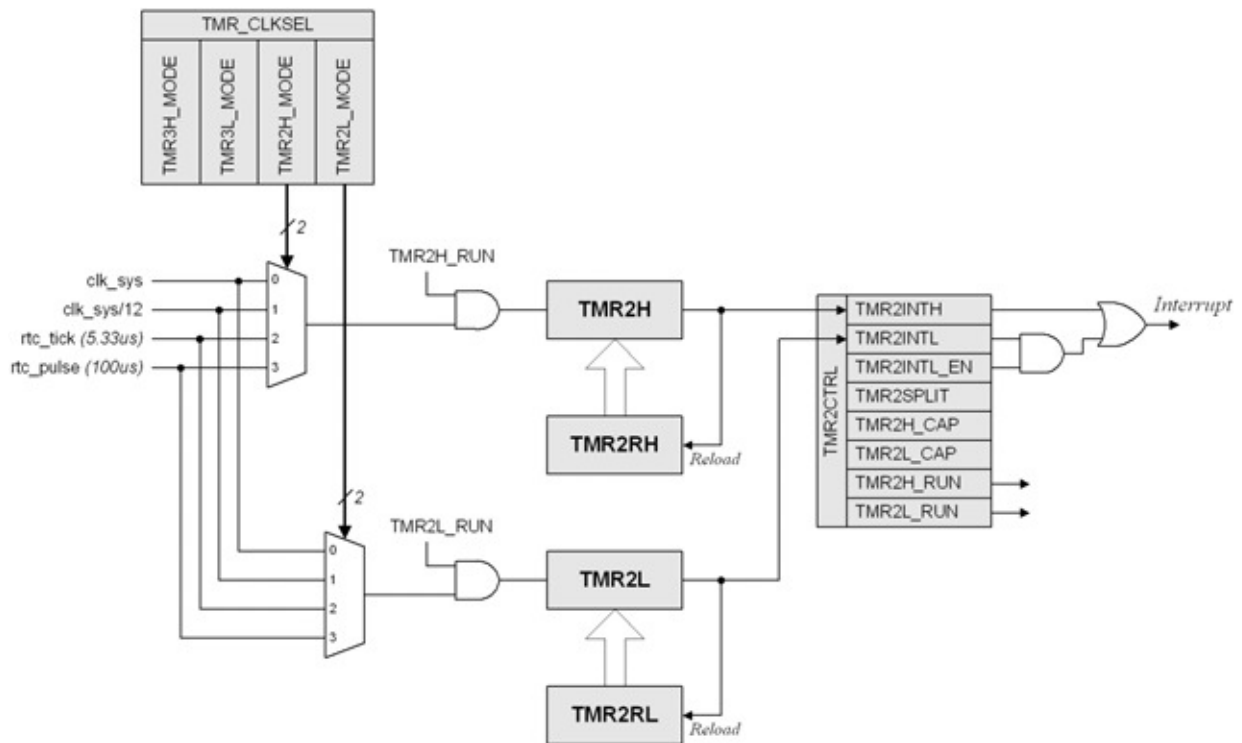 TMR_CLKSEL
TMR3H_MODE
TMR3L_MODE
TMR2H_MODE
TMR2L_MODE
2
TMR2H_RUN
clk_sys
clk_sys/12
rtc_tick (5.33us)
rtc_pulse (100us)
0
1
2
3
TMR2H
TMR2RH
Reload
TMR2CTRL
TMR2INTH
TMR2INTL
TMR2INTL_EN
TMR2SPLIT
TMR2H_CAP
TMR2L_CAP
TMR2H_RUN
TMR2L_RUN
Interrupt
2
TMR2L_RUN
0
1
2
3
TMR2L
TMR2RL
Reload